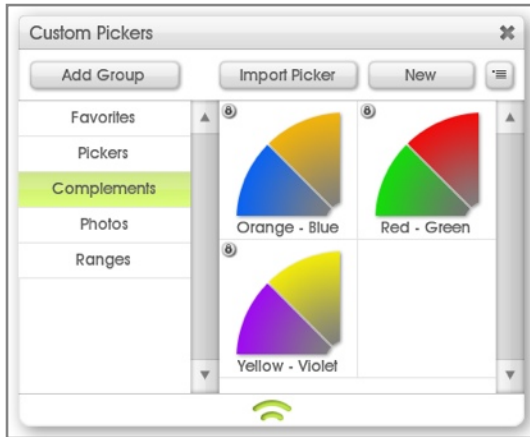 Custom Pickers
Add Group
Import Picker
New
Favorites
Pickers
Complements
Photos
Ranges
Orange - Blue
Red - Green
Yellow - Violet